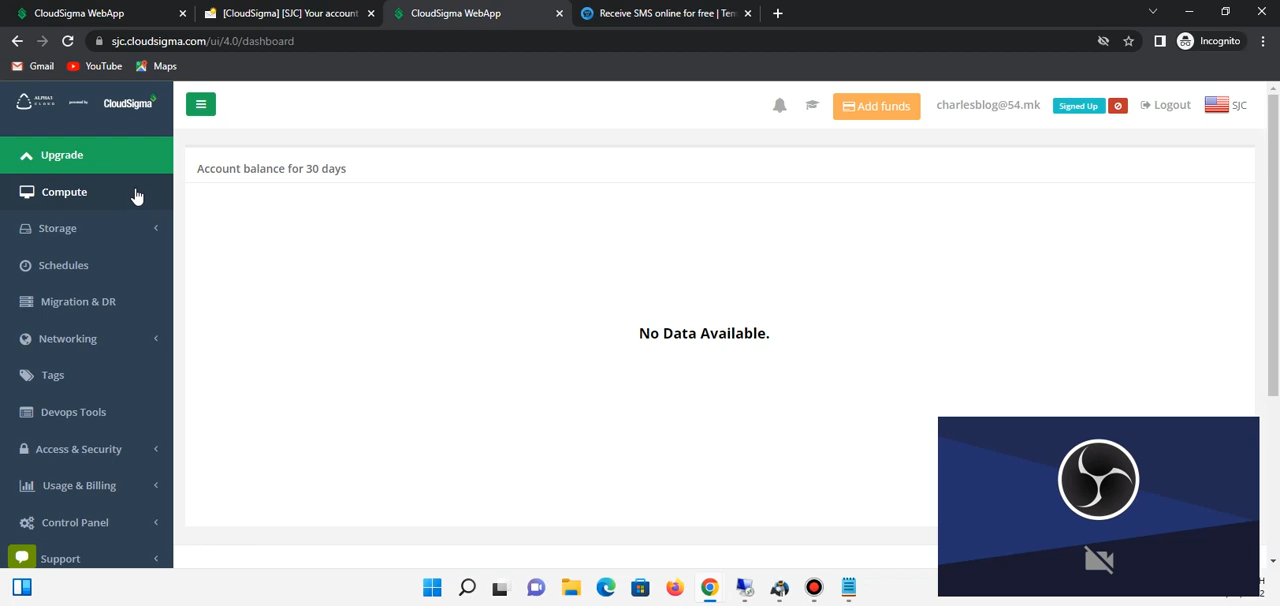 CloudSigma WebApp
[CloudSigma] [SJC] Your account
CloudSigma WebApp
Receive SMS online for free | Tem
sjc.cloudsigma.com/ui/4.0/dashboard
Incognito
Gmail
YouTube
Maps
CloudSigma
Add funds
charlesblog@54.mk
Signed Up
Logout
SJC
Upgrade
Account balance for 30 days
Compute
Storage
Schedules
Migration & DR
No Data Available.
Networking
Tags
Devops Tools
Access & Security
Usage & Billing
Control Panel
Support